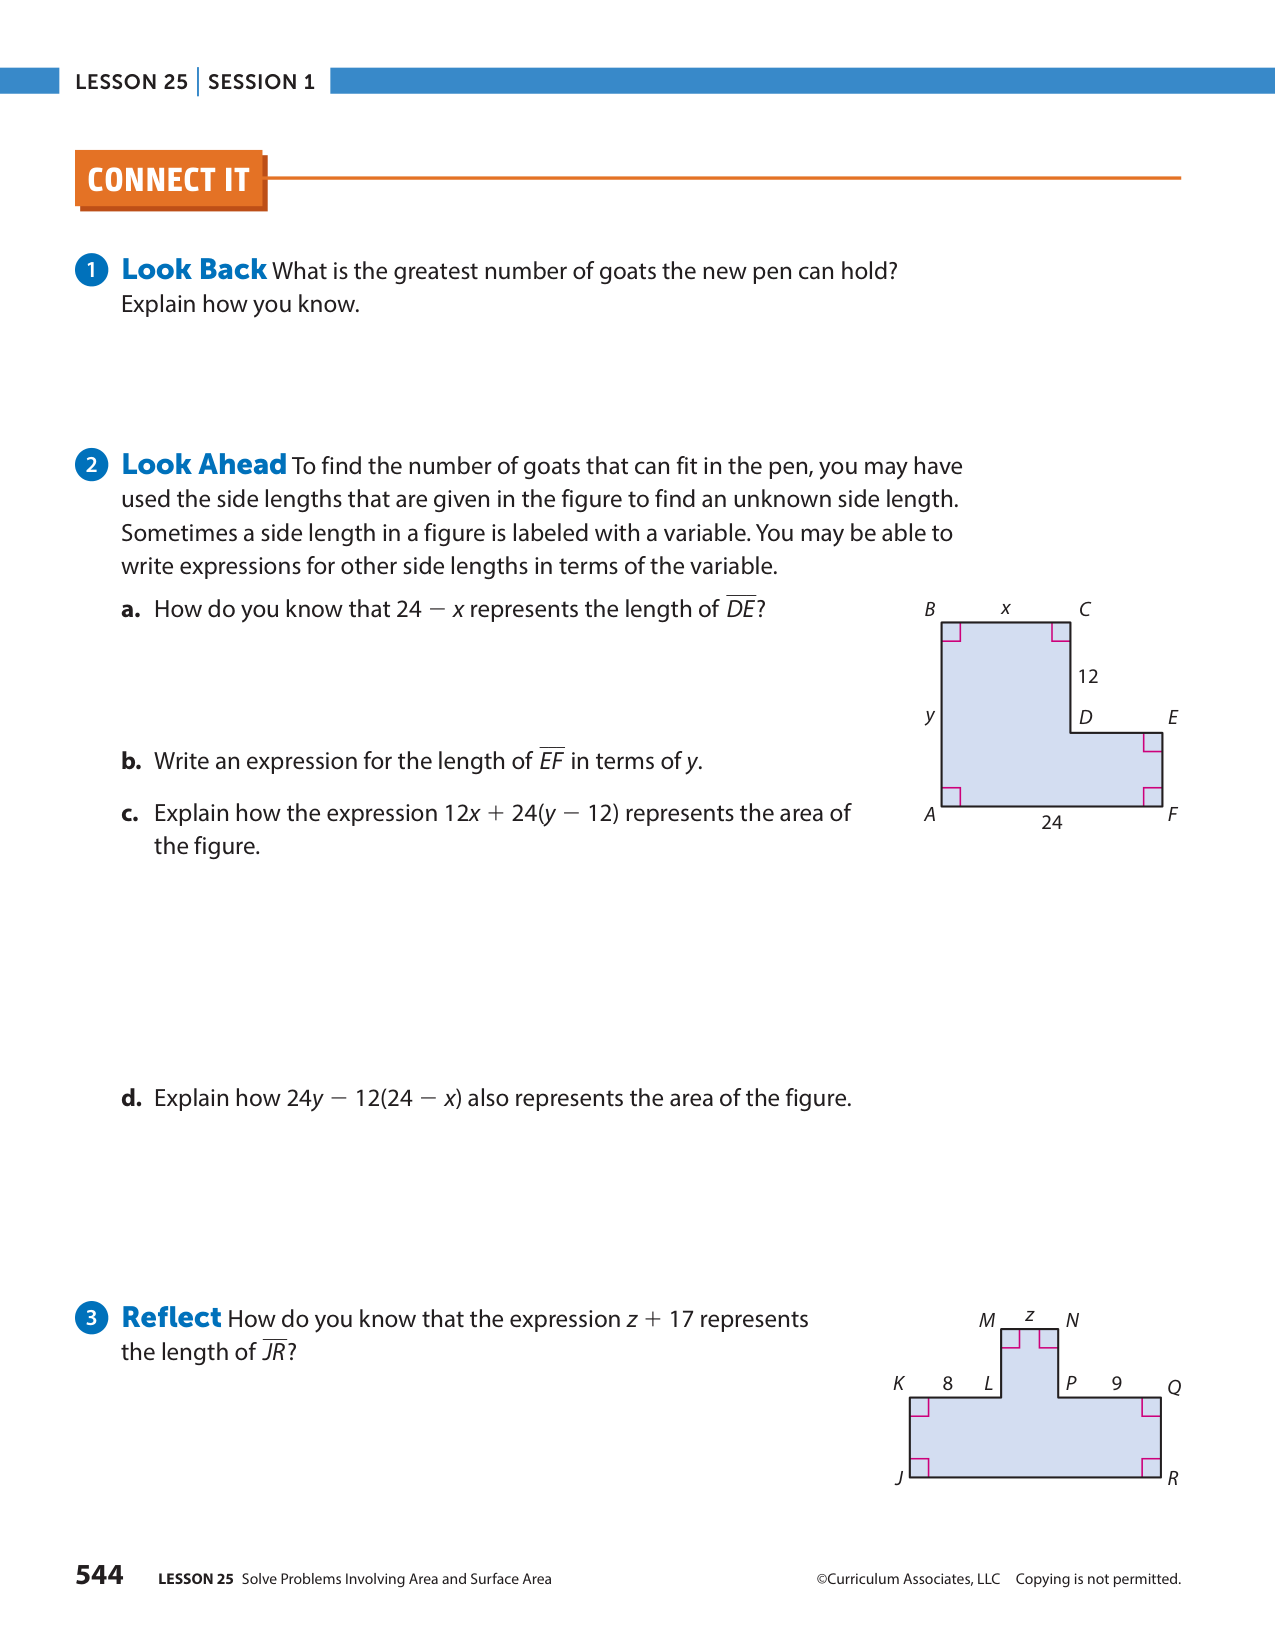 LESSON 25 | SESSION 1
CONNECT IT
1 Look Back What is the greatest number of goats the new pen can hold?
Explain how you know.
2 Look Ahead To find the number of goats that can fit in the pen, you may have
used the side lengths that are given in the figure to find an unknown side length.
Sometimes a side length in a figure is labeled with a variable. You may be able to
write expressions for other side lengths in terms of the variable.
a. How do you know that 24 − x represents the length of D̅E̅?
B x C
12
y
D E
b. Write an expression for the length of E̅F̅ in terms of y.
c. Explain how the expression 12x + 24(y − 12) represents the area of
the figure.
A 24 F
d. Explain how 24y − 12(24 − x) also represents the area of the figure.
3 Reflect How do you know that the expression z + 17 represents
the length of J̅R̅?
M z N
K 8 L P 9 Q
J R
544 LESSON 25 Solve Problems Involving Area and Surface Area ©Curriculum Associates, LLC Copying is not permitted.